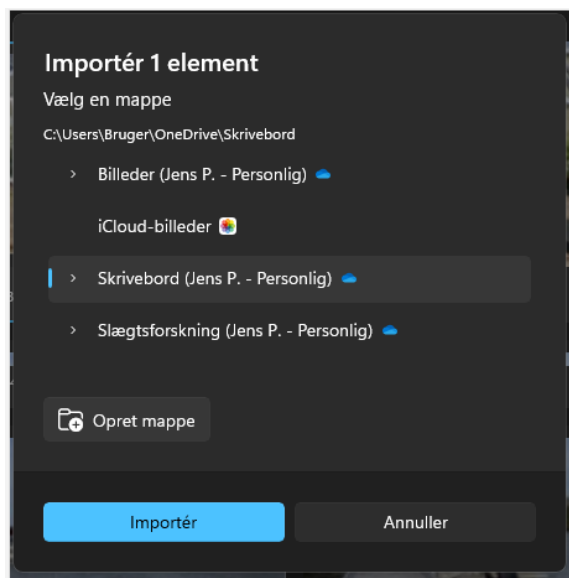 Importér 1 element
Vælg en mappe
C:\Users\Bruger\OneDrive\Skrivebord
Billeder (Jens P. - Personlig)
iCloud-billeder
Skrivebord (Jens P. - Personlig)
Slægtsforskning (Jens P. - Personlig)
Opret mappe
Importér
Annuller